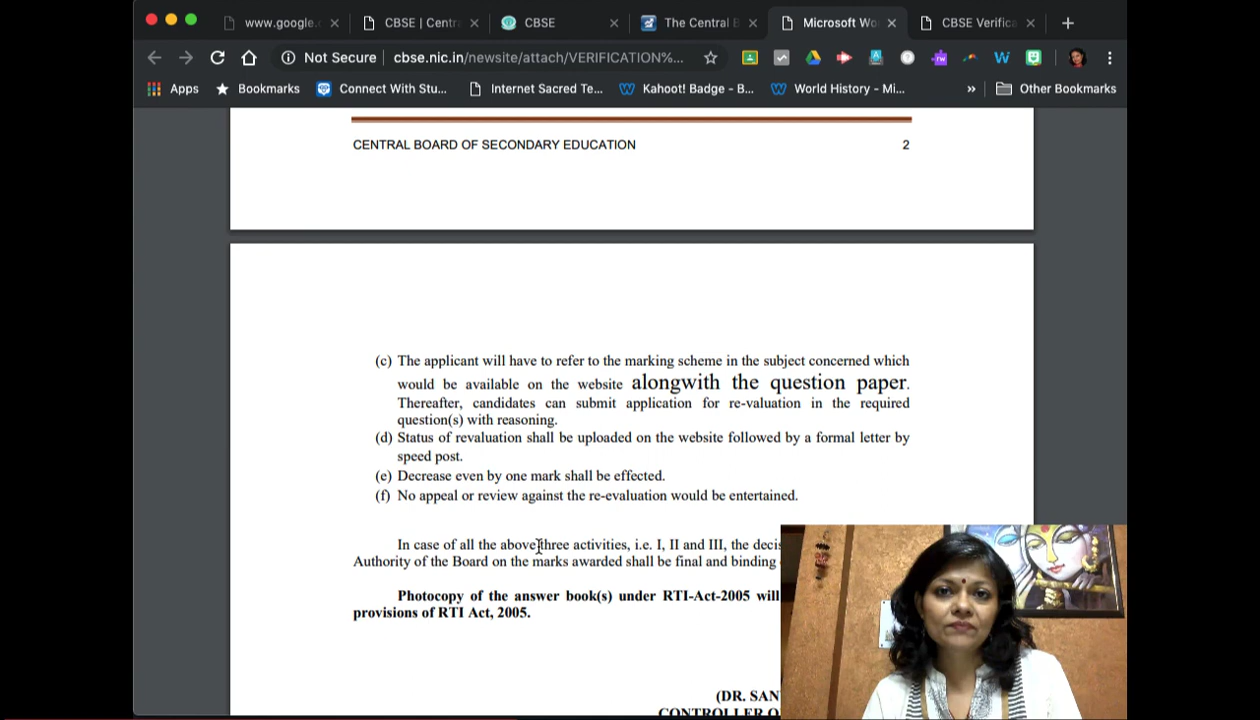 www.google.c
CBSE | Centr
CBSE
The Central B
Microsoft Wo
CBSE Verifica
Not Secure
cbse.nic.in/newsite/attach/VERIFICATION%...
Apps
Bookmarks
Connect With Stu...
Internet Sacred Te...
Kahoot! Badge - B...
World History - Mi...
»
Other Bookmarks
CENTRAL BOARD OF SECONDARY EDUCATION 2
(c) The applicant will have to refer to the marking scheme in the subject concerned which
would be available on the website alongwith the question paper.
Thereafter, candidates can submit application for re-valuation in the required
question(s) with reasoning.
(d) Status of revaluation shall be uploaded on the website followed by a formal letter by
speed post.
(e) Decrease even by one mark shall be effected.
(f) No appeal or review against the re-evaluation would be entertained.
In case of all the above three activities, i.e. I, II and III, the decis
Authority of the Board on the marks awarded shall be final and binding
Photocopy of the answer book(s) under RTI-Act-2005 will
provisions of RTI Act, 2005.
(DR. SAN
CONTROLLER O